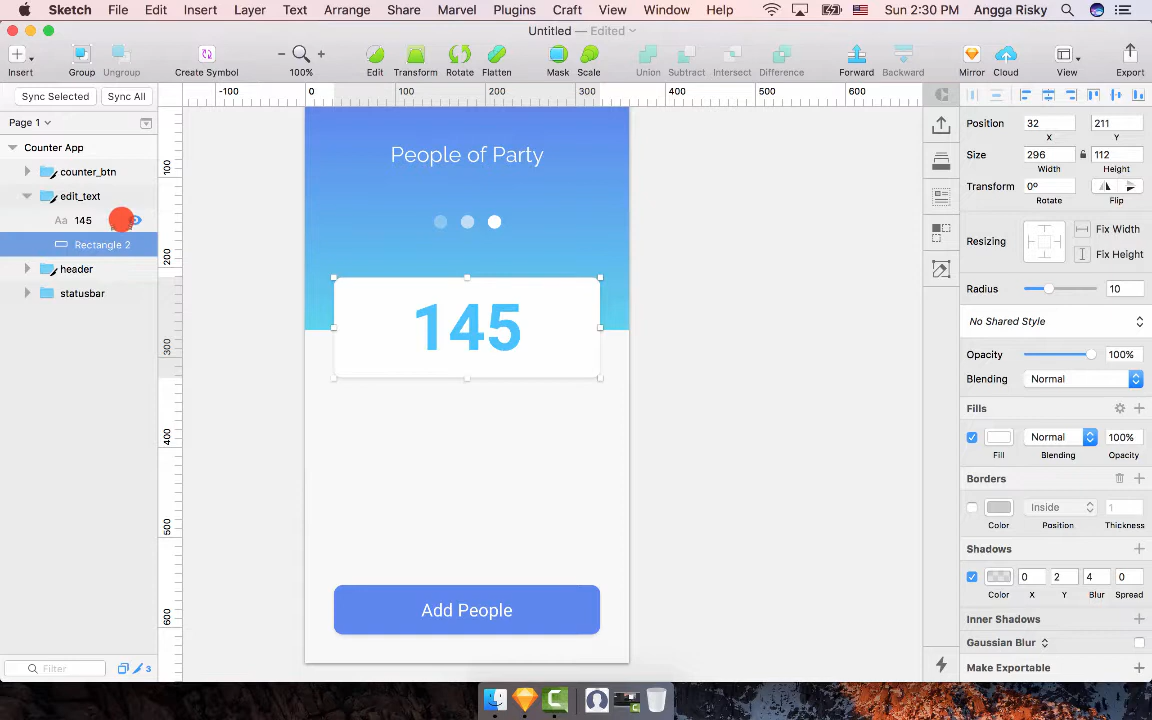 Sketch File Edit Insert Layer Text Arrange Share Marvel Plugins Craft View Window Help Sun 2:30 PM Angga Risky
Untitled — Edited
Insert Group Ungroup Create Symbol 100% Edit Transform Rotate Flatten Mask Scale Union Subtract Intersect Difference Forward Backward Mirror Cloud View Export
Sync Selected Sync All
-100 0 100 200 300 400 500 600
Page 1
Counter App
counter_btn
edit_text
Aa 145
Rectangle 2
header
statusbar
Filter 3
100
200
300
400
500
600
People of Party
145
Add People
Position 32 211
X Y
Size 296 112
Width Height
Transform 0º
Rotate Flip
Resizing Fix Width
Fix Height
Radius 10
No Shared Style
Opacity 100%
Blending Normal
Fills
Normal 100%
Fill Blending Opacity
Borders
Inside 1
Color Position Thickness
Shadows
0 2 4 0
Color X Y Blur Spread
Inner Shadows
Gaussian Blur
Make Exportable